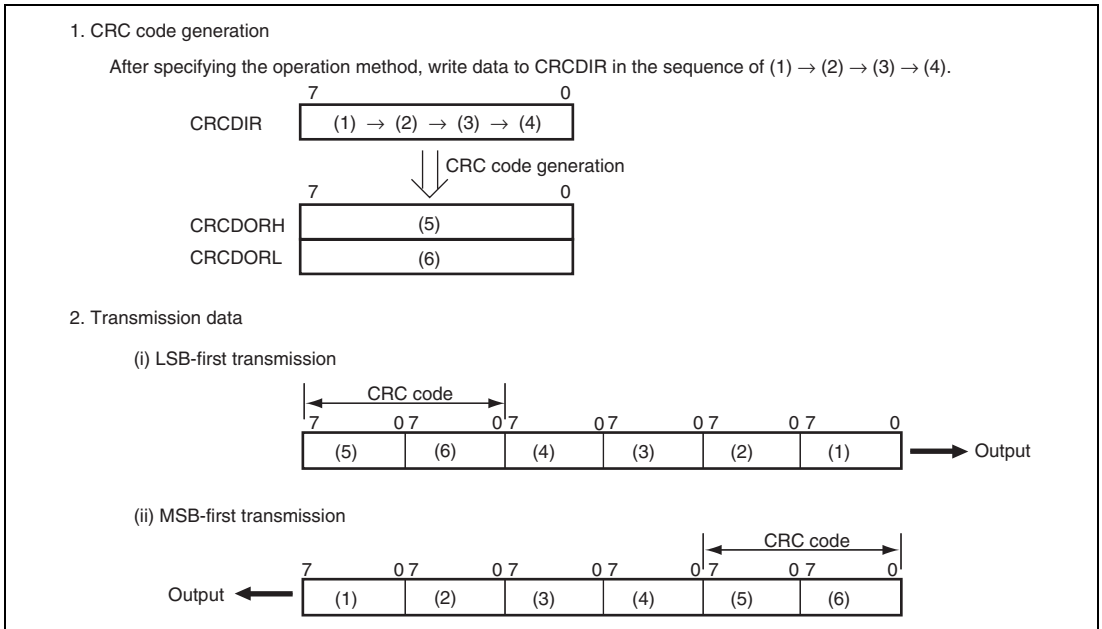 1. CRC code generation
After specifying the operation method, write data to CRCDIR in the sequence of (1) → (2) → (3) → (4).
7 0
CRCDIR (1) → (2) → (3) → (4)
CRC code generation
7 0
CRCDORH (5)
CRCDORL (6)
2. Transmission data
(i) LSB-first transmission
CRC code
7 0 7 0 7 0 7 0 7 0 7 0
(5) (6) (4) (3) (2) (1) Output
(ii) MSB-first transmission
CRC code
7 0 7 0 7 0 7 0 7 0 7 0
Output (1) (2) (3) (4) (5) (6)